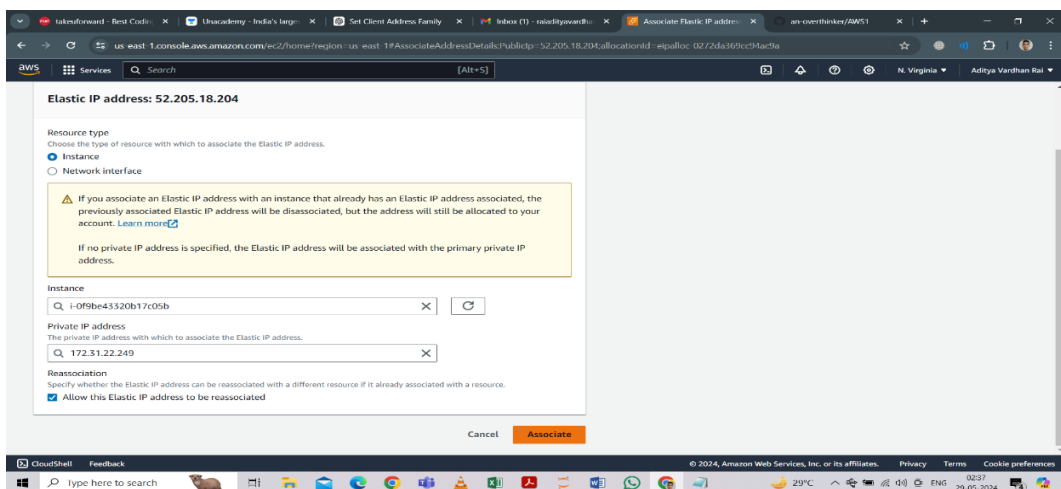 takeuforward - Best Codin
Unacademy - India's large
Set Client Address Family
Inbox (1) - raiadityavardha
Associate Elastic IP address
an-overthinker/AWS1
us-east-1.console.aws.amazon.com/ec2/home?region=us-east-1#AssociateAddressDetails:PublicIp=52.205.18.204;allocationId=eipalloc-0272da369cc94ac9a
aws Services Search [Alt+S] N. Virginia Aditya Vardhan Rai
Elastic IP address: 52.205.18.204
Resource type
Choose the type of resource with which to associate the Elastic IP address.
Instance
Network interface
If you associate an Elastic IP address with an instance that already has an Elastic IP address associated, the
previously associated Elastic IP address will be disassociated, but the address will still be allocated to your
account. Learn more
If no private IP address is specified, the Elastic IP address will be associated with the primary private IP
address.
Instance
i-0f9be43320b17c05b
Private IP address
The private IP address with which to associate the Elastic IP address.
172.31.22.249
Reassociation
Specify whether the Elastic IP address can be reassociated with a different resource if it already associated with a resource.
Allow this Elastic IP address to be reassociated
Cancel Associate
CloudShell Feedback © 2024, Amazon Web Services, Inc. or its affiliates. Privacy Terms Cookie preferences
Type here to search 29°C ENG 02:37
29-05-2024